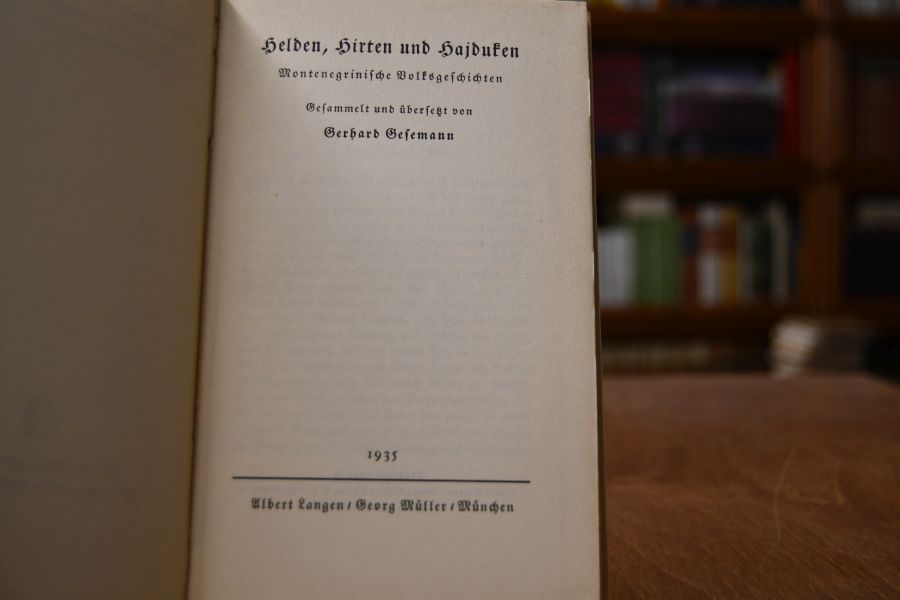 Helden, Hirten und Hajduken
Montenegrinische Volksgeschichten
Gesammelt und übersetzt von
Gerhard Gesemann
1935
Albert Langen / Georg Müller / München